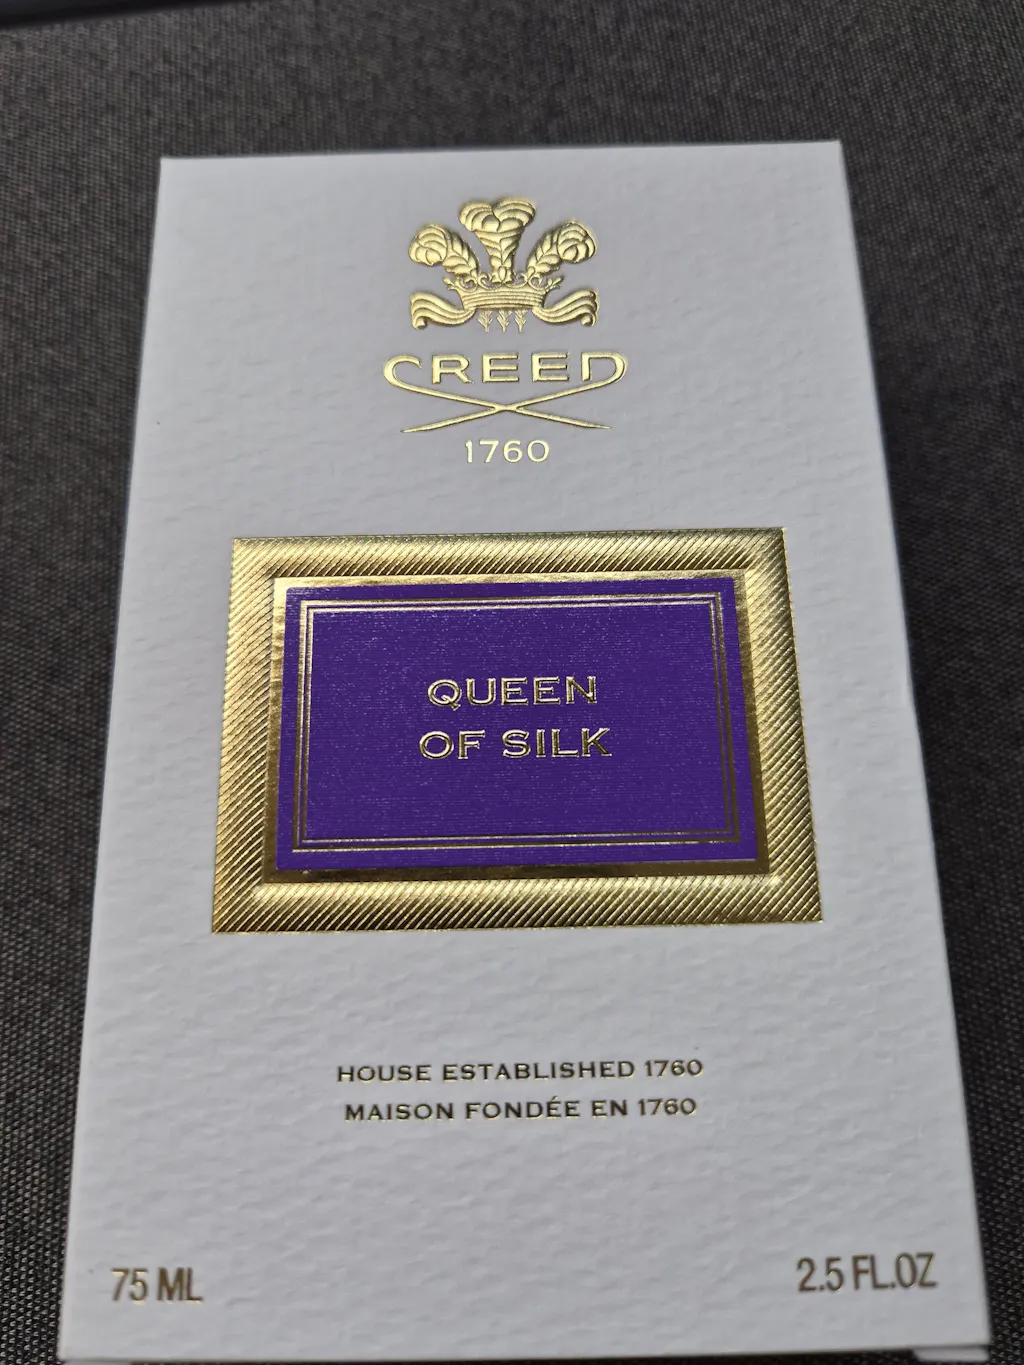 CREED
1760
QUEEN
OF SILK
HOUSE ESTABLISHED 1760
MAISON FONDÉE EN 1760
75 ML
2.5 FL.OZ